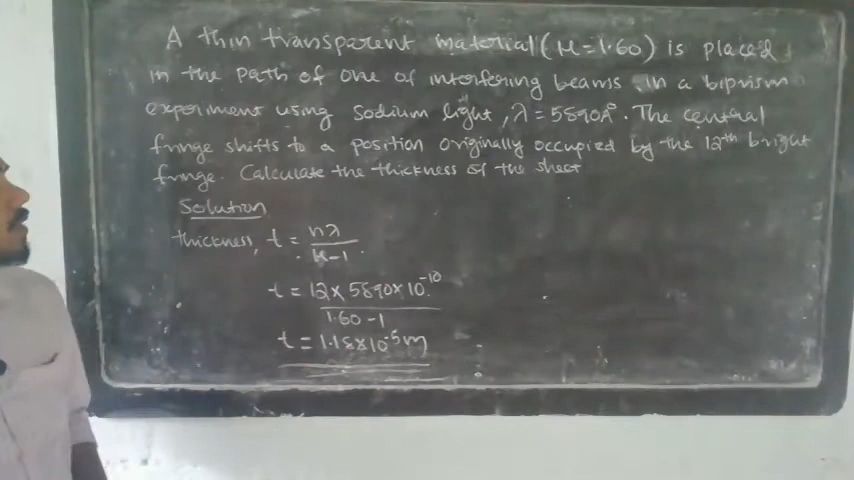 A thin transparent material (μ=1.60) is placed
in the path of one of interfering beams, in a biprism
experiment using sodium light, λ = 5890A°. The central
fringe shifts to a position originally occupied by the 12th bright
fringe. Calculate the thickness of the sheet
Solution
thickness, t = nλ / μ-1
t = 12 × 5890 × 10^-10 / 1.60 - 1
t = 1.18×10^-5 m